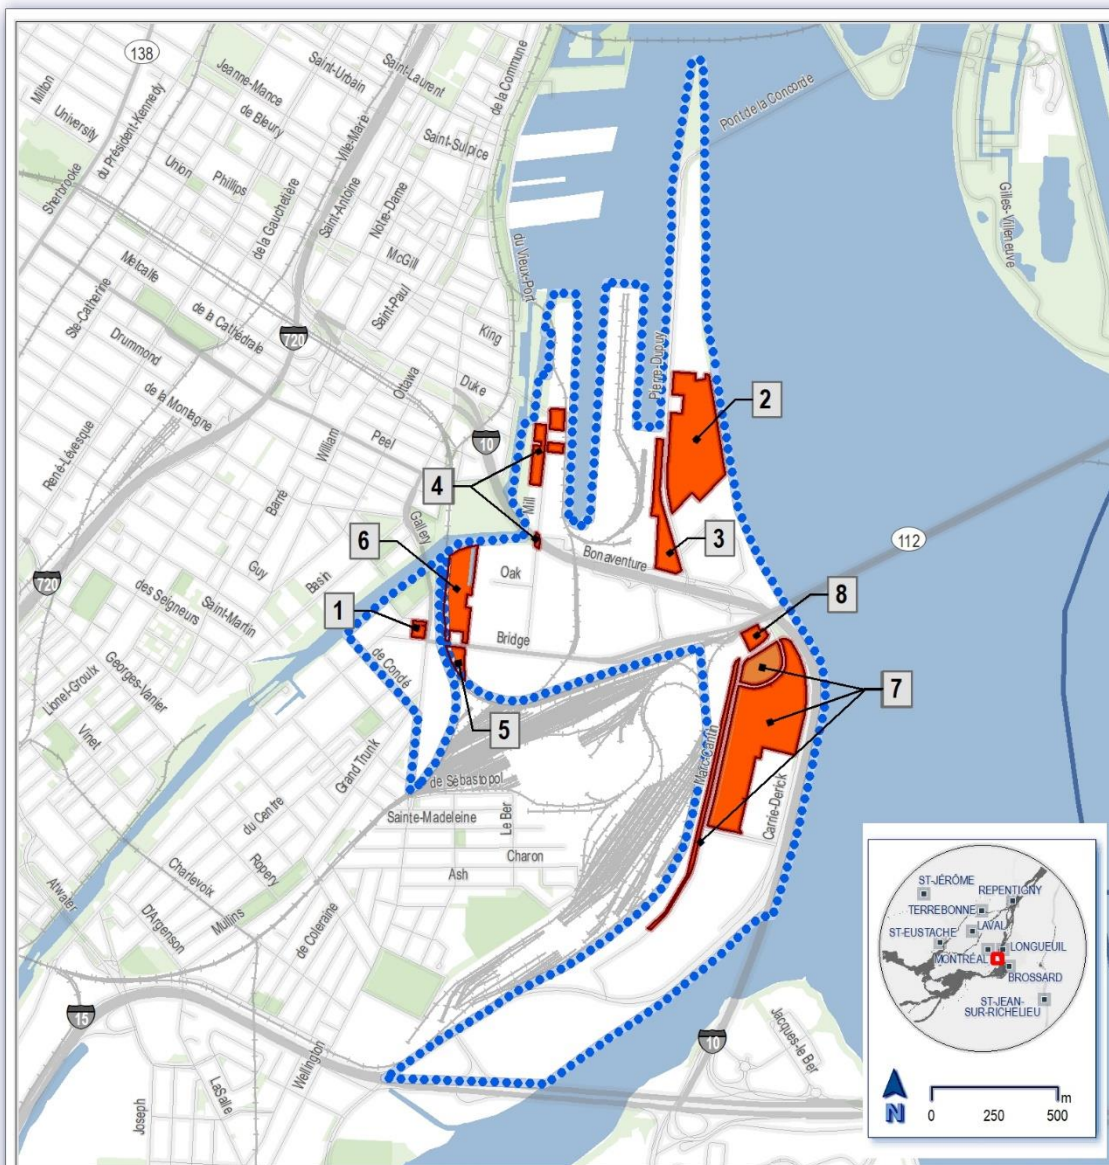 138
Milton
University
Sherbrooke
du Président-Kennedy
Jeanne-Mance
de Bleury
Saint-Urbain
Saint-Laurent
de la Commune
Ville-Marie
Saint-Antoine
Saint-Sulpice
Union
Phillips
de la Gauchetière
Notre-Dame
McGill
Saint-Paul
Metcalfe
de la Cathédrale
Ste-Catherine
Drummond
de la Montagne
René-Lévesque
720
Ottawa
King
Duke
du Vieux-Port
Pont de la Concorde
Gilles-Villeneuve
Pierre-Dupuy
William
Peel
10
Barré
Guy
Basin
Gallery
Mill
2
4
3
6
112
Bonaventure
Oak
720
des Seigneurs
Saint-Martin
1
8
Bridge
de Condé
Georges-Vanier
Lionel-Groulx
Vinet
7
5
Marc-Cantin
Grand Trunk
de Sébastopol
Carrie-Derick
du Centre
Sainte-Madeleine
Le Ber
Charon
Ash
Ropery
Charlevoix
Mullins
Atwater
D'Argenson
de Coleraine
15
Wellington
LaSalle
Joseph
10
Jacques-le Ber
ST-JÉRÔME
REPENTIGNY
TERREBONNE
LAVAL
ST-EUSTACHE
LONGUEUIL
MONTRÉAL
BROSSARD
ST-JEAN-
SUR-RICHELIEU
N
m
0 250 500